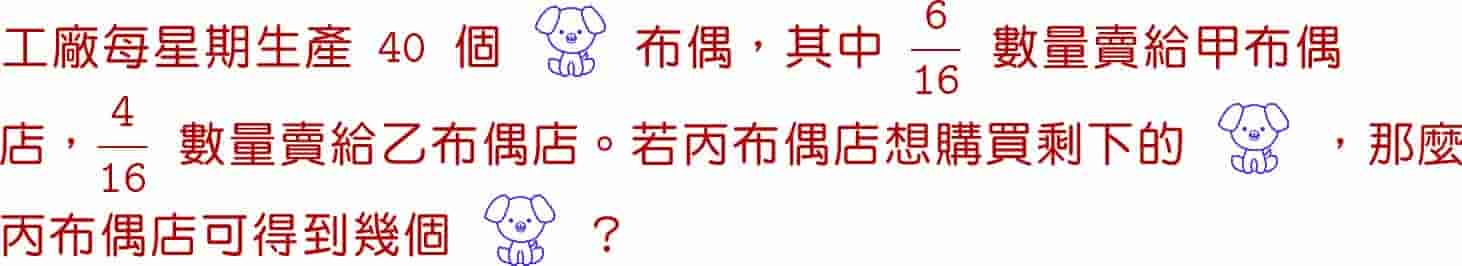 工廠每星期生產 40 個 布偶，其中 6/16 數量賣給甲布偶
店，4/16 數量賣給乙布偶店。若丙布偶店想購買剩下的 ，那麼
丙布偶店可得到幾個 ？